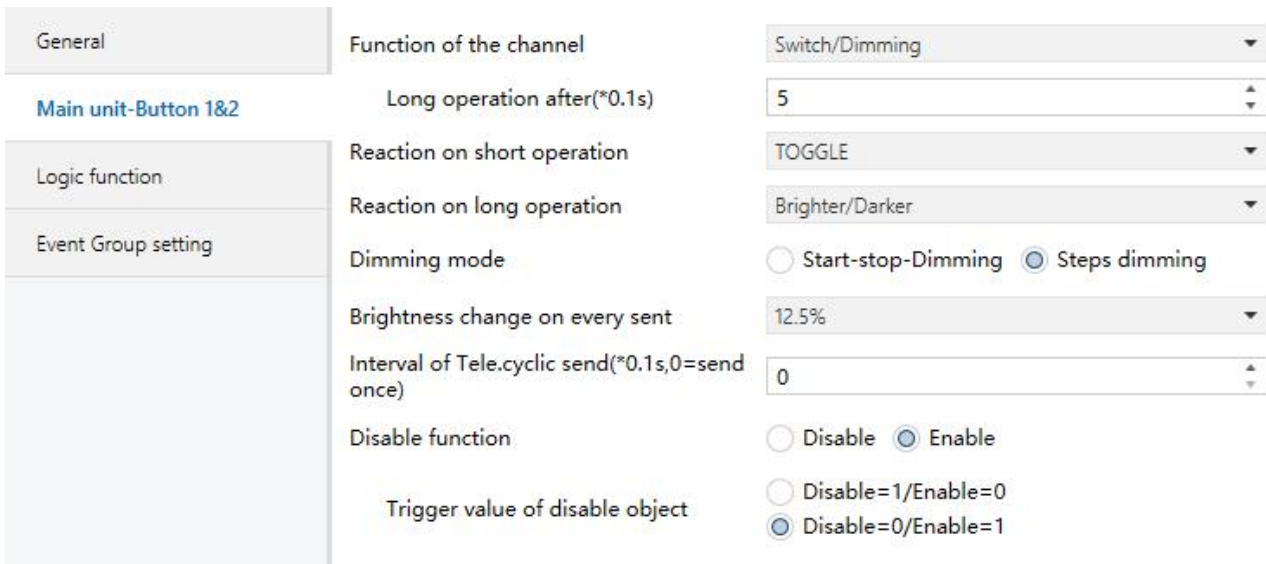 General
Main unit-Button 1&2
Logic function
Event Group setting
Function of the channel
Switch/Dimming
Long operation after(*0.1s)
5
Reaction on short operation
TOGGLE
Reaction on long operation
Brighter/Darker
Dimming mode
Start-stop-Dimming Steps dimming
Brightness change on every sent
12.5%
Interval of Tele.cyclic send(*0.1s,0=send
once)
0
Disable function
Disable Enable
Trigger value of disable object
Disable=1/Enable=0
Disable=0/Enable=1